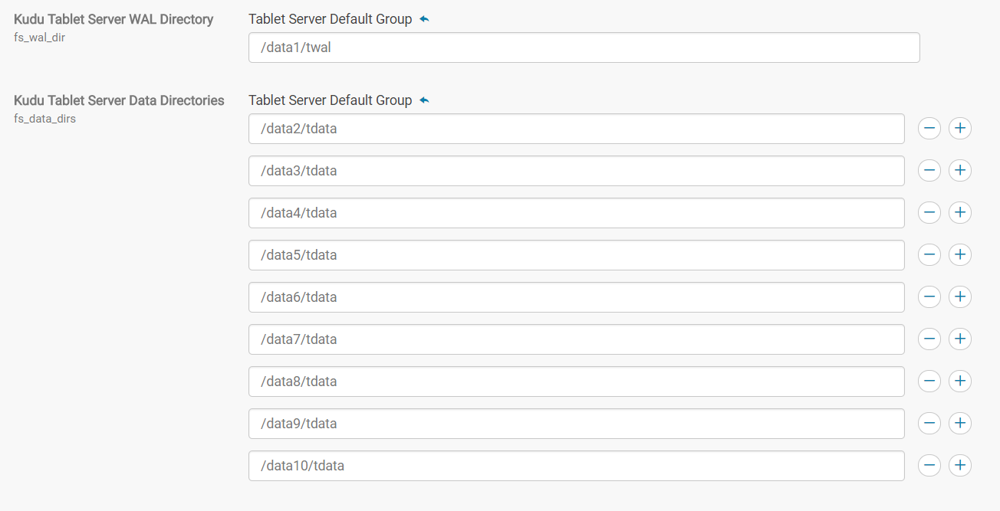 Kudu Tablet Server WAL Directory
fs_wal_dir
Tablet Server Default Group
/data1/twal
Kudu Tablet Server Data Directories
fs_data_dirs
Tablet Server Default Group
/data2/tdata
/data3/tdata
/data4/tdata
/data5/tdata
/data6/tdata
/data7/tdata
/data8/tdata
/data9/tdata
/data10/tdata